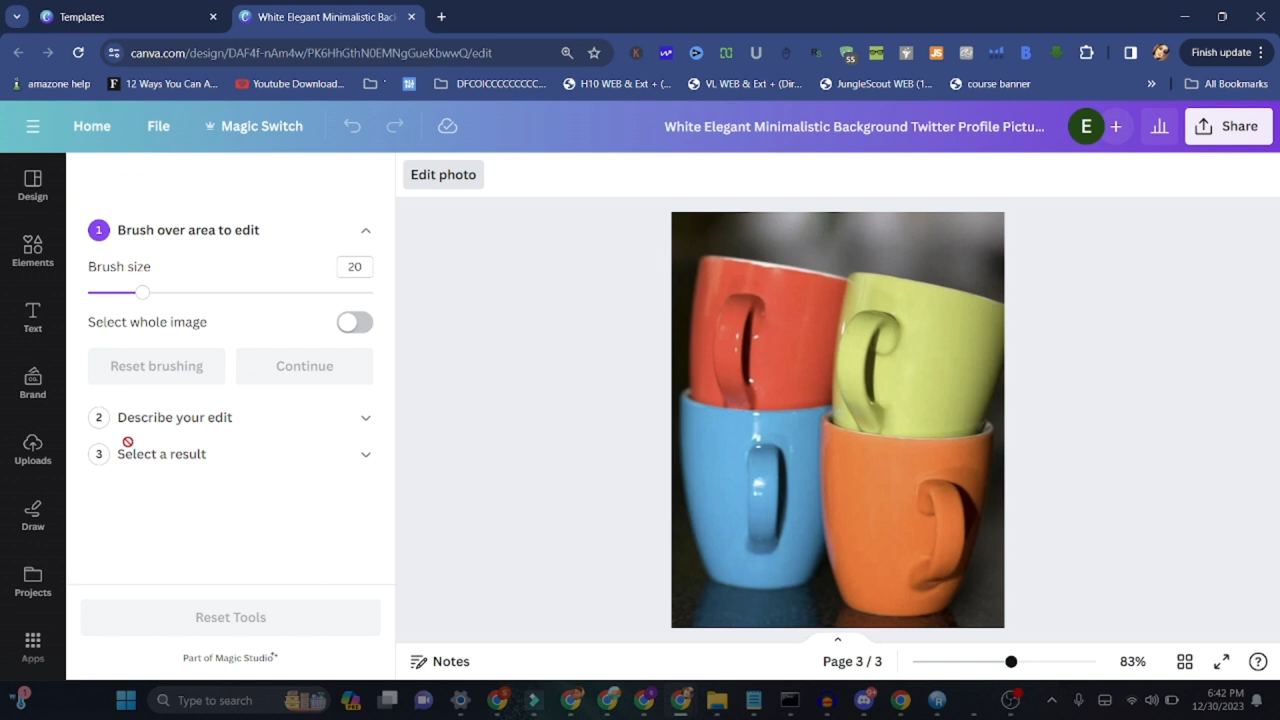 Templates
White Elegant Minimalistic Bac
canva.com/design/DAF4f-nAm4w/PK6HhGthN0EMNgGueKbwwQ/edit
Finish update
amazone help
12 Ways You Can A...
Youtube Download...
DFCOICCCCCCCCC...
H10 WEB & Ext + (...
VL WEB & Ext + (Dir...
JungleScout WEB (1...
course banner
All Bookmarks
Home
File
Magic Switch
White Elegant Minimalistic Background Twitter Profile Pictu...
E
Share
Design
Elements
Text
Brand
Uploads
Draw
Projects
Apps
Edit photo
1 Brush over area to edit
Brush size 20
Select whole image
Reset brushing Continue
2 Describe your edit
3 Select a result
Reset Tools
Part of Magic Studio
Notes
Page 3 / 3
83%
Type to search
6:42 PM
12/30/2023